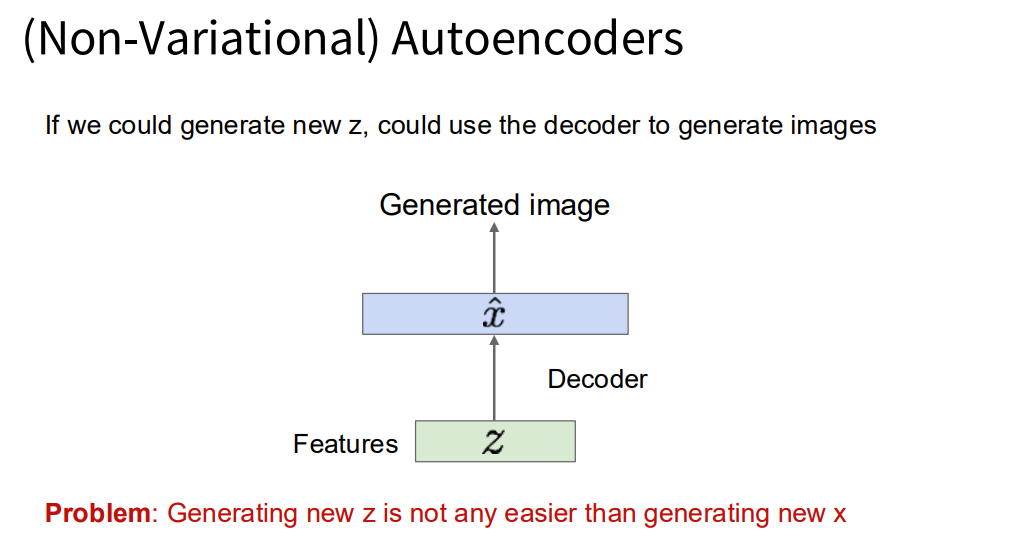 (Non-Variational) Autoencoders
If we could generate new z, could use the decoder to generate images
Generated image
x̂
Decoder
Features z
Problem: Generating new z is not any easier than generating new x